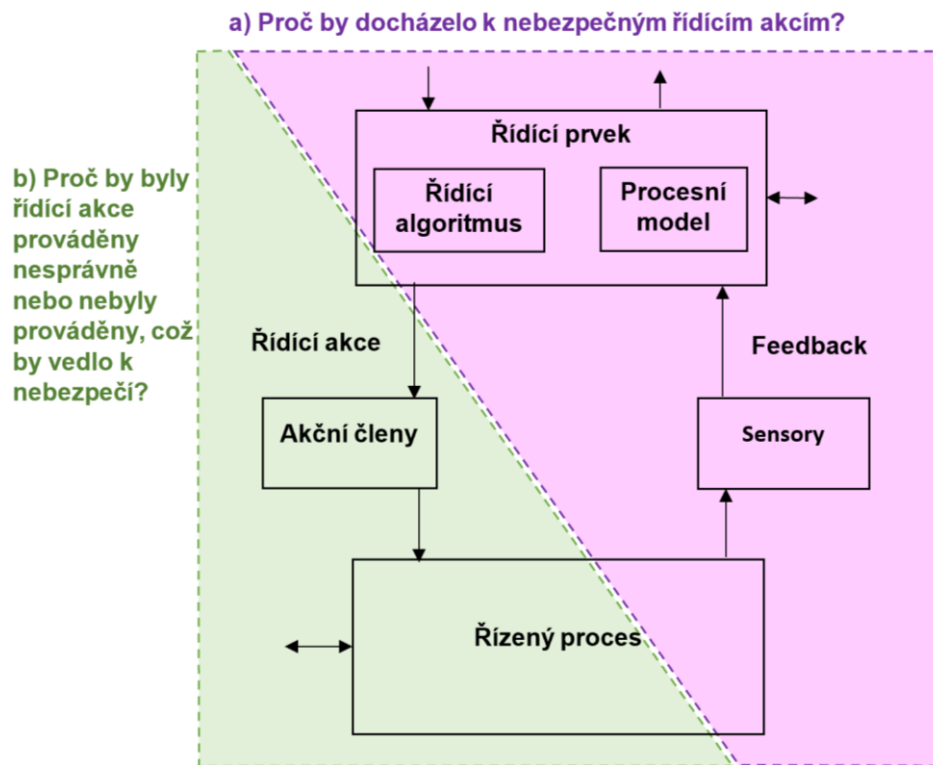 a) Proč by docházelo k nebezpečným řídícím akcím?
Řídící prvek
Řídící
algoritmus
Procesní
model
b) Proč by byly
řídící akce
prováděny
nesprávně
nebo nebyly
prováděny, což
by vedlo k
nebezpečí?
Řídící akce
Feedback
Akční členy
Sensory
Řízený proces